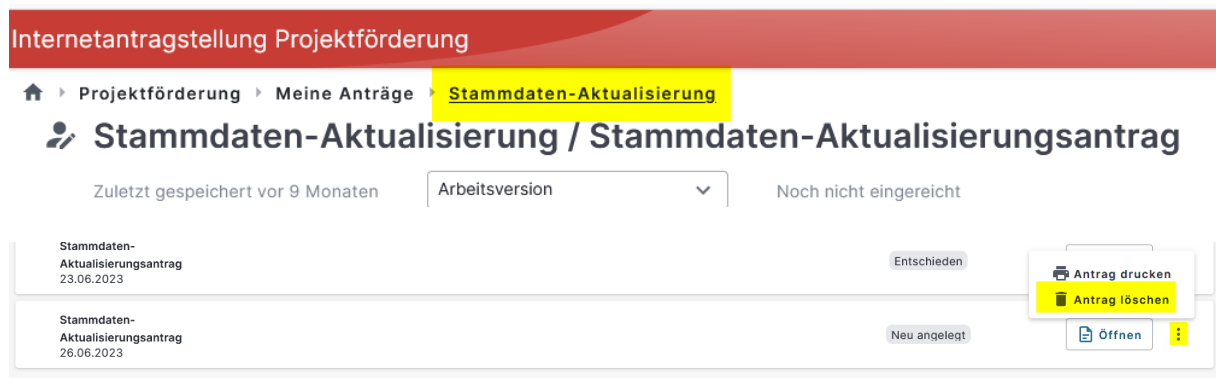 Internetantragstellung Projektförderung
Projektförderung Meine Anträge Stammdaten-Aktualisierung
Stammdaten-Aktualisierung / Stammdaten-Aktualisierungsantrag
Zuletzt gespeichert vor 9 Monaten Arbeitsversion Noch nicht eingereicht
Stammdaten-
Aktualisierungsantrag
23.06.2023
Entschieden
Antrag drucken
Antrag löschen
Stammdaten-
Aktualisierungsantrag
26.06.2023
Neu angelegt
Öffnen